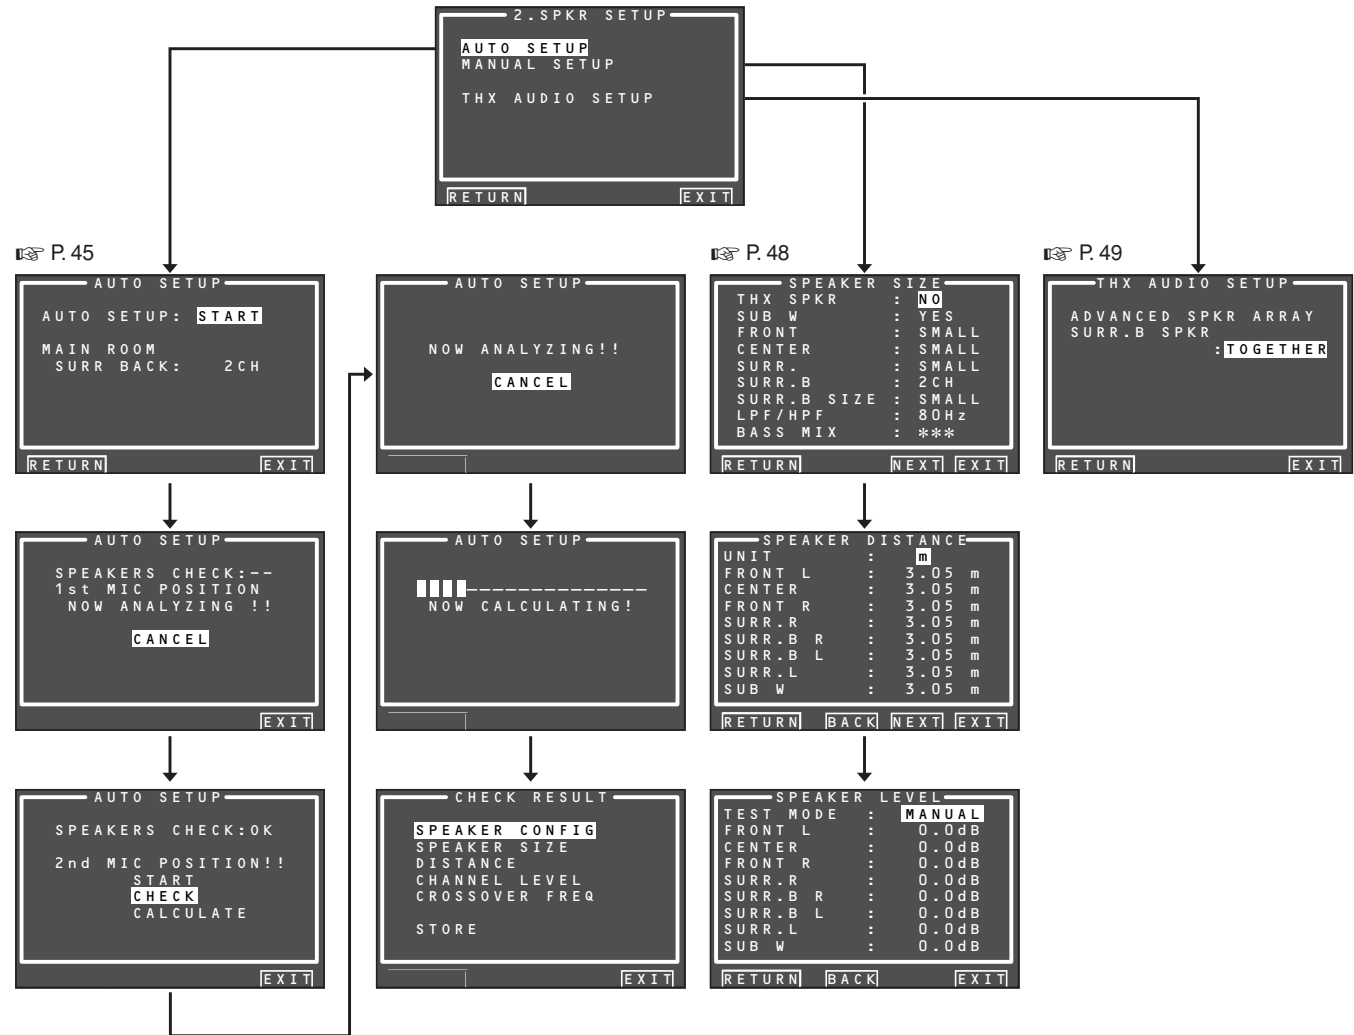 2.SPKR SETUP
AUTO SETUP
MANUAL SETUP
THX AUDIO SETUP
RETURN EXIT
☞ P. 45
AUTO SETUP
AUTO SETUP: START
MAIN ROOM
SURR BACK: 2CH
RETURN EXIT
AUTO SETUP
SPEAKERS CHECK:--
1st MIC POSITION
NOW ANALYZING !!
CANCEL
EXIT
AUTO SETUP
SPEAKERS CHECK:OK
2nd MIC POSITION!!
START
CHECK
CALCULATE
EXIT
AUTO SETUP
NOW ANALYZING!!
CANCEL
AUTO SETUP
NOW CALCULATING!
CHECK RESULT
SPEAKER CONFIG
SPEAKER SIZE
DISTANCE
CHANNEL LEVEL
CROSSOVER FREQ
STORE
EXIT
☞ P. 48
SPEAKER SIZE
THX SPKR : NO
SUB W : YES
FRONT : SMALL
CENTER : SMALL
SURR. : SMALL
SURR.B : 2CH
SURR.B SIZE : SMALL
LPF/HPF : 80Hz
BASS MIX : ***
RETURN NEXT EXIT
SPEAKER DISTANCE
UNIT : m
FRONT L : 3.05 m
CENTER : 3.05 m
FRONT R : 3.05 m
SURR.R : 3.05 m
SURR.B R : 3.05 m
SURR.B L : 3.05 m
SURR.L : 3.05 m
SUB W : 3.05 m
RETURN BACK NEXT EXIT
SPEAKER LEVEL
TEST MODE : MANUAL
FRONT L : 0.0dB
CENTER : 0.0dB
FRONT R : 0.0dB
SURR.R : 0.0dB
SURR.B R : 0.0dB
SURR.B L : 0.0dB
SURR.L : 0.0dB
SUB W : 0.0dB
RETURN BACK EXIT
☞ P. 49
THX AUDIO SETUP
ADVANCED SPKR ARRAY
SURR.B SPKR
:TOGETHER
RETURN EXIT